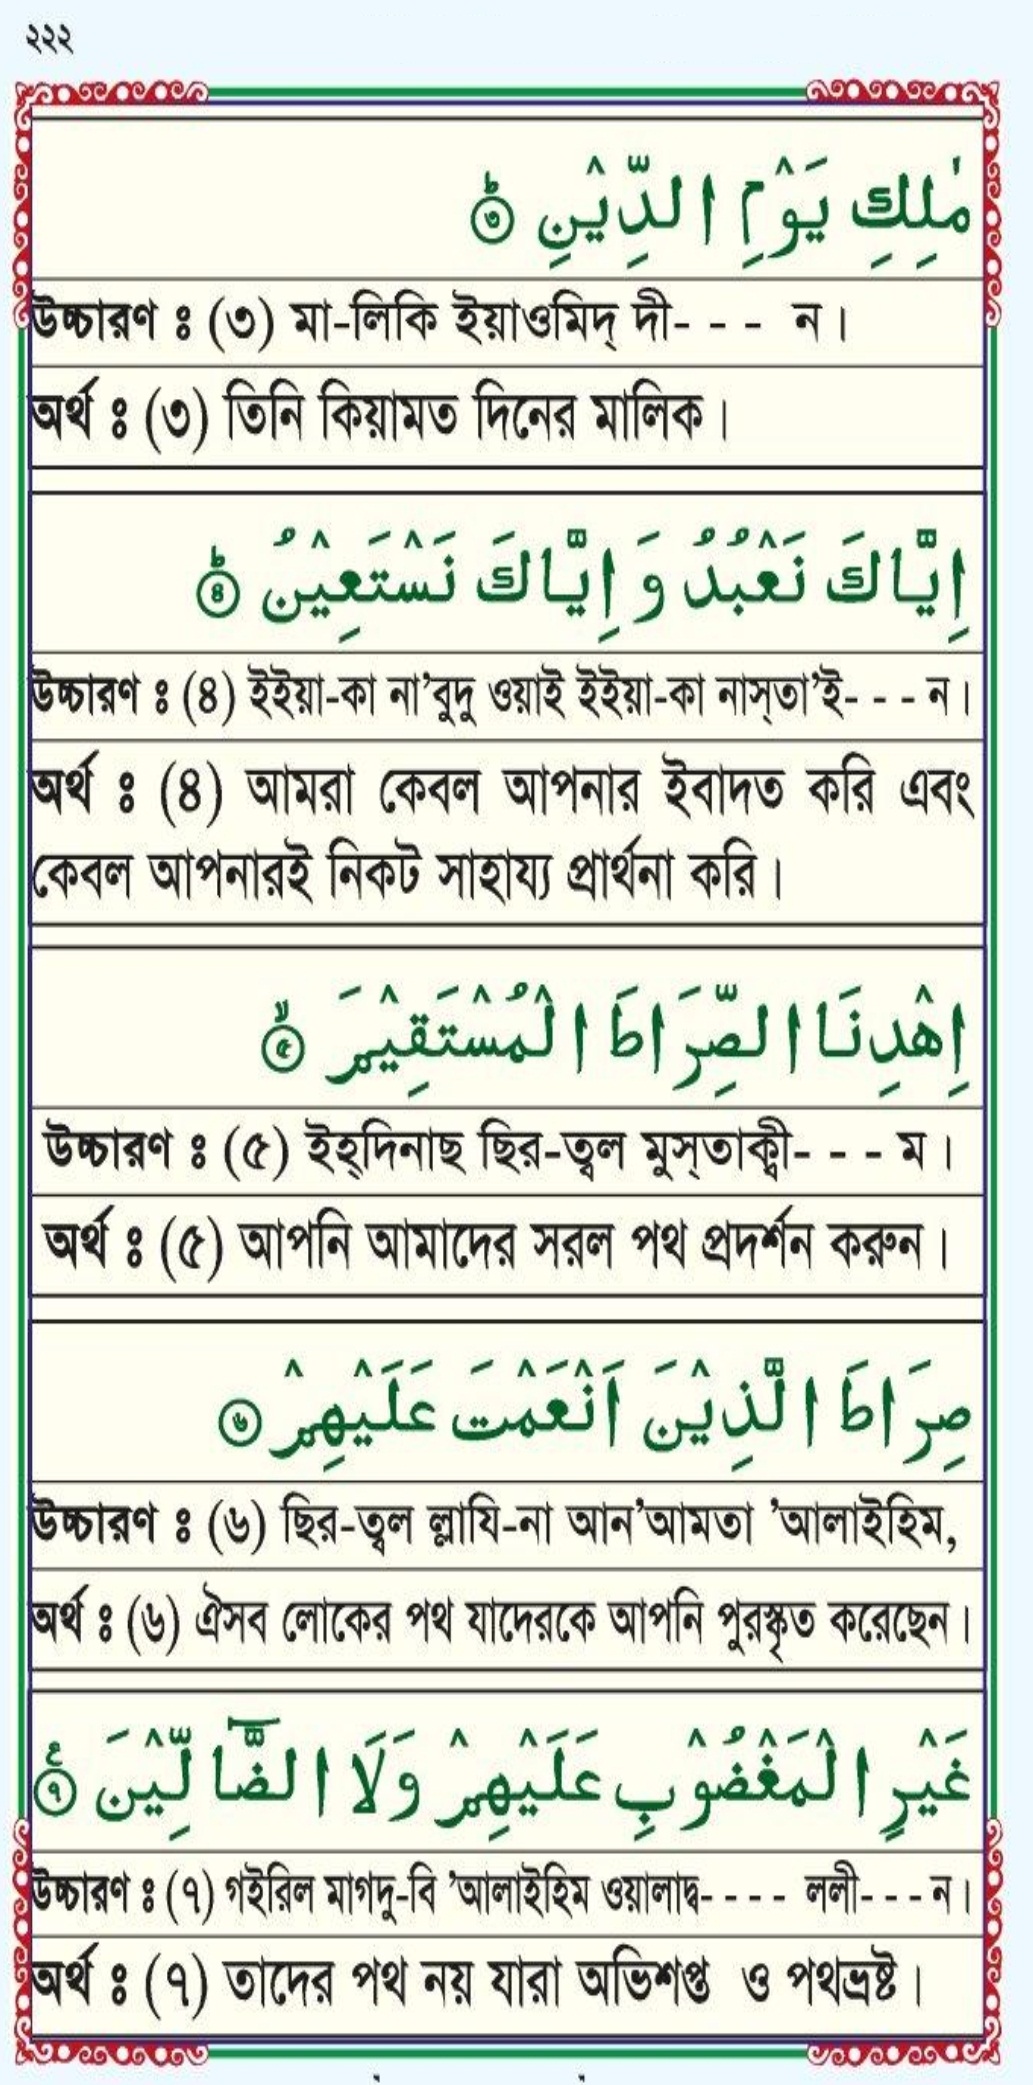 ২২২
مٰلِكِ يَوْمِ الدِّيْنِ ؕ﴿٣﴾
উচ্চারণ ঃ (৩) মা-লিকি ইয়াওমিদ্ দী- - - ন।
অর্থ ঃ (৩) তিনি কিয়ামত দিনের মালিক।
اِيَّاكَ نَعْبُدُ وَ اِيَّاكَ نَسْتَعِيْنُ ؕ﴿۴﴾
উচ্চারণ ঃ (৪) ইইয়া-কা না’বুদু ওয়াই ইইয়া-কা নাস্তা’ই- - - ন।
অর্থ ঃ (৪) আমরা কেবল আপনার ইবাদত করি এবং
কেবল আপনারই নিকট সাহায্য প্রার্থনা করি।
اِهْدِنَا الصِّرَاطَ الْمُسْتَقِيْمَ ۙ﴿۵﴾
উচ্চারণ ঃ (৫) ইহ্দিনাছ ছির-ত্বল মুস্তাক্বী- - - ম।
অর্থ ঃ (৫) আপনি আমাদের সরল পথ প্রদর্শন করুন।
صِرَاطَ الَّذِيْنَ اَنْعَمْتَ عَلَيْهِمْ ﴿۶﴾
উচ্চারণ ঃ (৬) ছির-ত্বল ল্লাযি-না আন’আমতা ’আলাইহিম,
অর্থ ঃ (৬) ঐসব লোকের পথ যাদেরকে আপনি পুরস্কৃত করেছেন।
غَيْرِ الْمَغْضُوْبِ عَلَيْهِمْ وَلَا الضَّآلِّيْنَ ﴿۷﴾
উচ্চারণ ঃ (৭) গইরিল মাগদু-বি ’আলাইহিম ওয়ালাদ্ব- - - - ললী- - - ন।
অর্থ ঃ (৭) তাদের পথ নয় যারা অভিশপ্ত ও পথভ্রষ্ট।